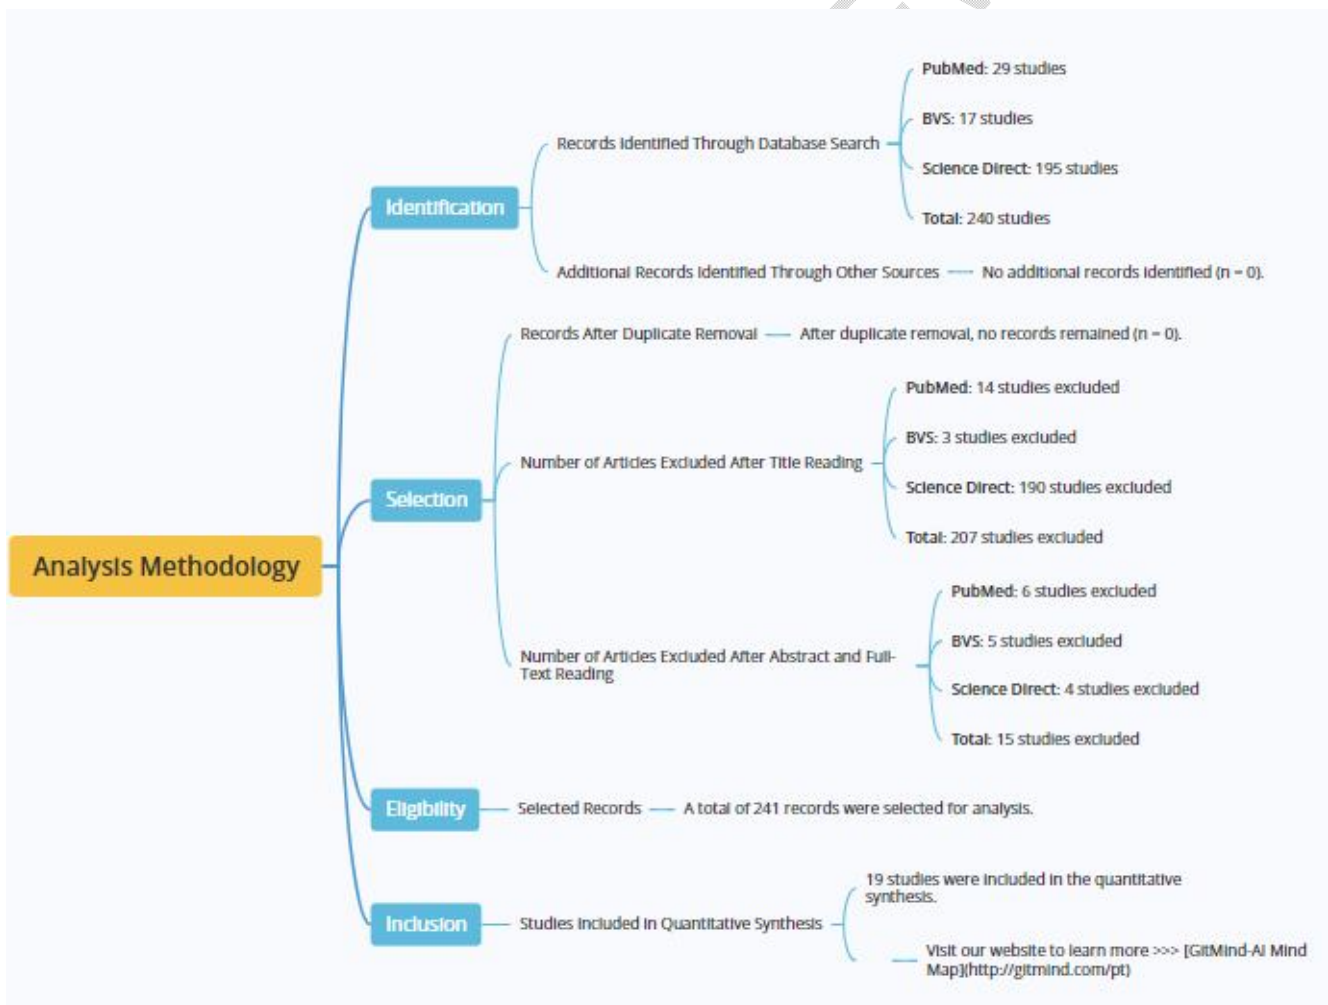 Analysis Methodology
Identification
Records Identified Through Database Search
PubMed: 29 studies
BVS: 17 studies
Science Direct: 195 studies
Total: 240 studies
Additional Records Identified Through Other Sources
No additional records identified (n = 0).
Selection
Records After Duplicate Removal
After duplicate removal, no records remained (n = 0).
Number of Articles Excluded After Title Reading
PubMed: 14 studies excluded
BVS: 3 studies excluded
Science Direct: 190 studies excluded
Total: 207 studies excluded
Number of Articles Excluded After Abstract and Full-
Text Reading
PubMed: 6 studies excluded
BVS: 5 studies excluded
Science Direct: 4 studies excluded
Total: 15 studies excluded
Eligibility
Selected Records
A total of 241 records were selected for analysis.
Inclusion
Studies Included in Quantitative Synthesis
19 studies were included in the quantitative
synthesis.
Visit our website to learn more >>> [GitMind-AI Mind
Map](http://gitmind.com/pt)